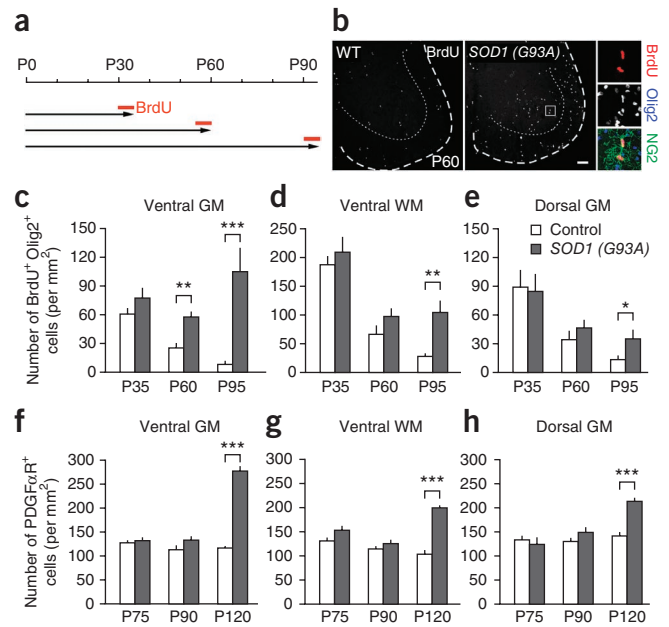 a
P0 P30 P60 P90
BrdU
b
WT BrdU SOD1 (G93A)
P60
BrdU
Olig2
NG2
c Ventral GM
Number of BrdU⁺ Olig2⁺
cells (per mm²)
150
120
90
60
30
0
** ***
P35 P60 P95
d Ventral WM
250
200
150
100
50
0
**
P35 P60 P95
e Dorsal GM
150
120
90
60
30
0
Control
SOD1 (G93A)
*
P35 P60 P95
f Ventral GM
Number of PDGFαR⁺
cells (per mm²)
300
250
200
150
100
50
0
***
P75 P90 P120
g Ventral WM
300
250
200
150
100
50
0
***
P75 P90 P120
h Dorsal GM
300
250
200
150
100
50
0
***
P75 P90 P120